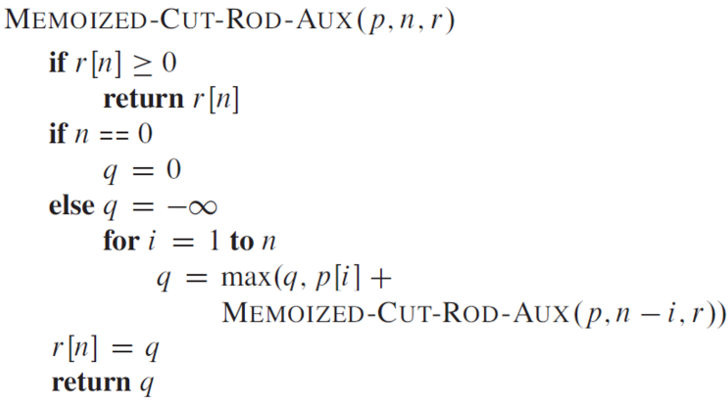 MEMOIZED-CUT-ROD-AUX(p, n, r)
if r[n] ≥ 0
return r[n]
if n == 0
q = 0
else q = −∞
for i = 1 to n
q = max(q, p[i] +
MEMOIZED-CUT-ROD-AUX(p, n − i, r))
r[n] = q
return q